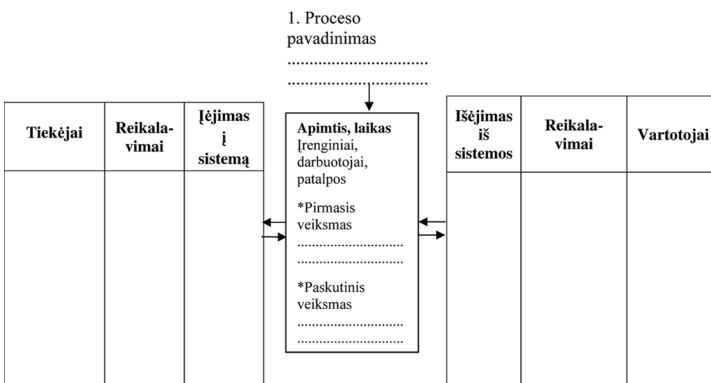 1. Proceso
pavadinimas
................................
................................
Tiekėjai
Reikala-
vimai
Įėjimas
į
sistemą
Apimtis, laikas
Įrenginiai,
darbuotojai,
patalpos
*Pirmasis
veiksmas
.............................
.............................
*Paskutinis
veiksmas
.............................
.............................
Išėjimas
iš
sistemos
Reikala-
vimai
Vartotojai